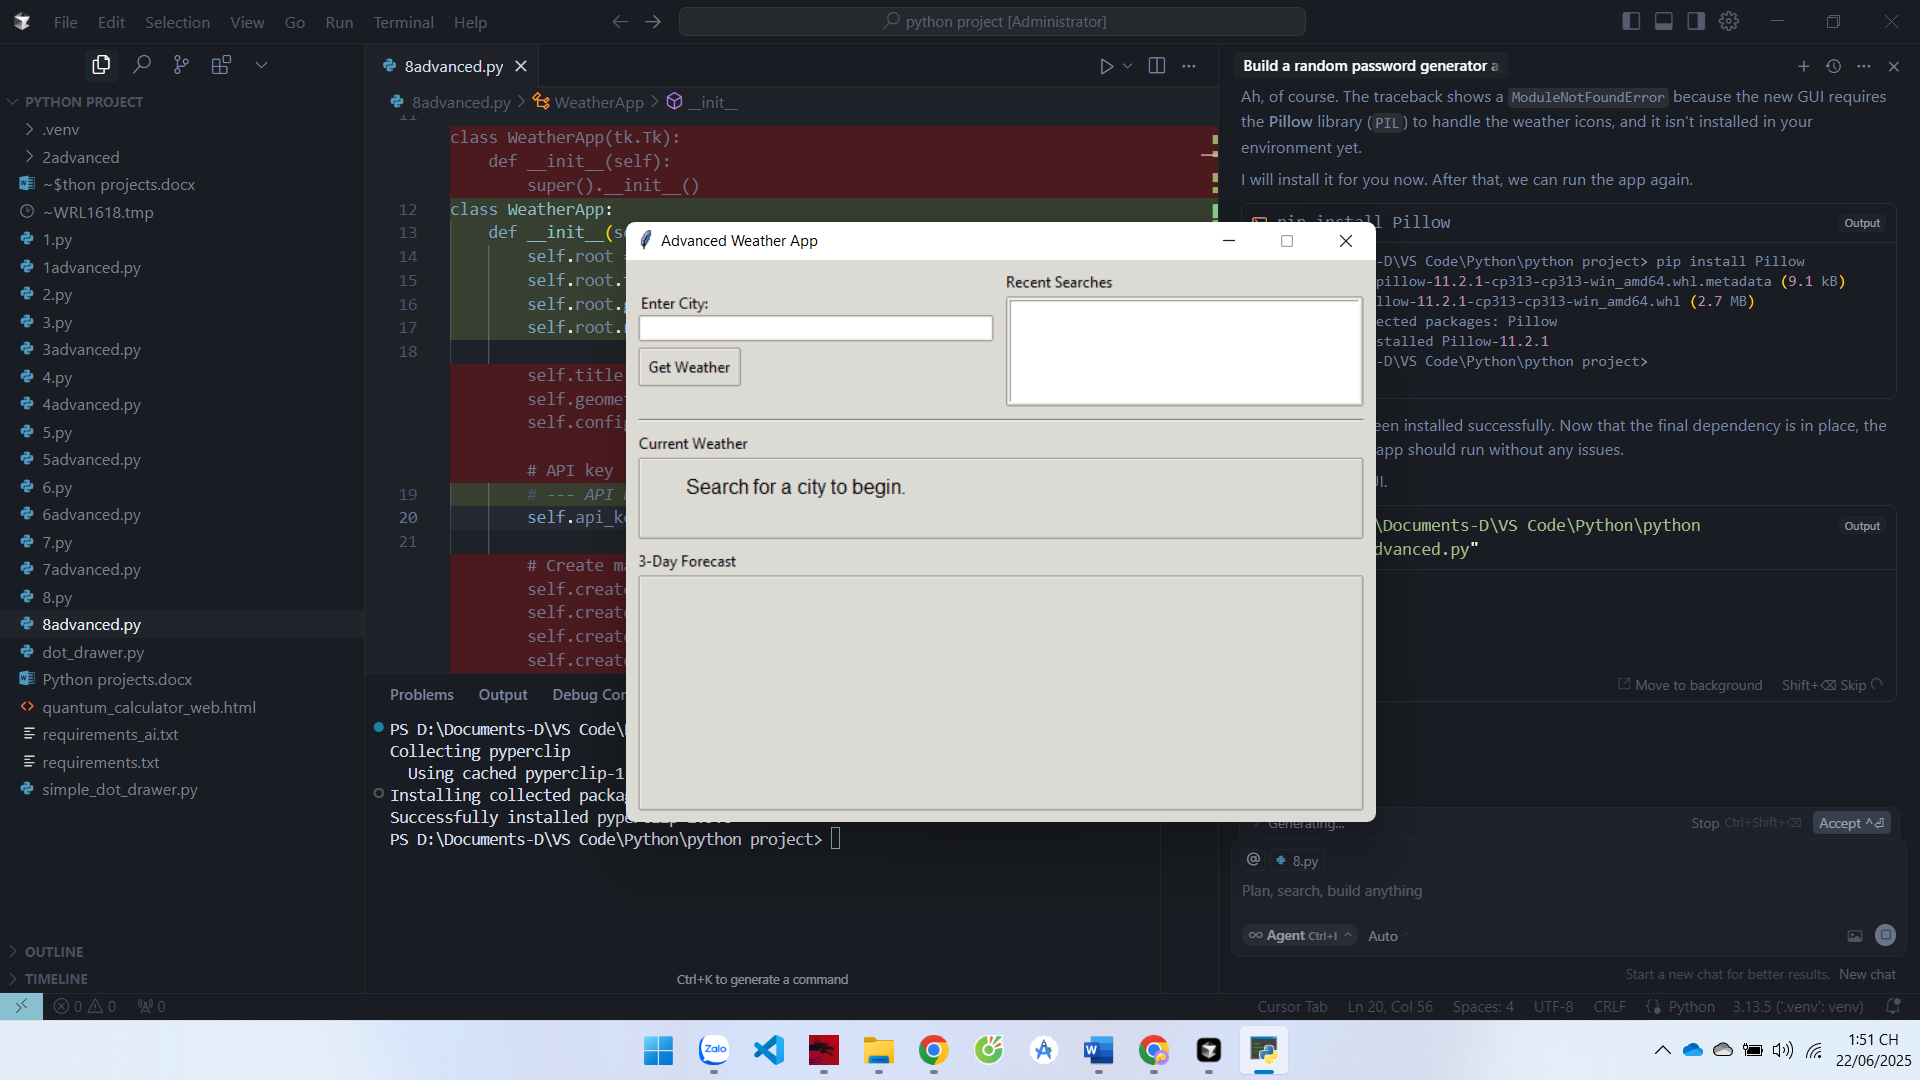 File Edit Selection View Go Run Terminal Help
python project [Administrator]
PYTHON PROJECT
.venv
2advanced
~$thon projects.docx
~WRL1618.tmp
1.py
1advanced.py
2.py
3.py
3advanced.py
4.py
4advanced.py
5.py
5advanced.py
6.py
6advanced.py
7.py
7advanced.py
8.py
8advanced.py
dot_drawer.py
Python projects.docx
quantum_calculator_web.html
requirements_ai.txt
requirements.txt
simple_dot_drawer.py
OUTLINE
TIMELINE
8advanced.py
8advanced.py > WeatherApp > __init__
11
class WeatherApp(tk.Tk):
def __init__(self):
super().__init__()
12 class WeatherApp:
13 def __init__(s
14 self.root =
15 self.root.
16 self.root.
17 self.root.
18
self.title
self.geome
self.confi
# API key
19 # --- API
20 self.api_k
21
# Create m
self.creat
self.creat
self.creat
self.creat
Advanced Weather App
Enter City:
Get Weather
Recent Searches
Current Weather
Search for a city to begin.
3-Day Forecast
Problems Output Debug Con
PS D:\Documents-D\VS Code\
Collecting pyperclip
Using cached pyperclip-1
Installing collected packa
Successfully installed
PS D:\Documents-D\VS Code\Python\python project>
Ctrl+K to generate a command
Build a random password generator a
Ah, of course. The traceback shows a ModuleNotFoundError because the new GUI requires
the Pillow library (PIL) to handle the weather icons, and it isn't installed in your
environment yet.
I will install it for you now. After that, we can run the app again.
pip install Pillow
Output
-D\VS Code\Python\python project> pip install Pillow
pillow-11.2.1-cp313-cp313-win_amd64.whl.metadata (9.1 kB)
llow-11.2.1-cp313-cp313-win_amd64.whl (2.7 MB)
ected packages: Pillow
stalled Pillow-11.2.1
-D\VS Code\Python\python project>
een installed successfully. Now that the final dependency is in place, the
app should run without any issues.
I.
\Documents-D\VS Code\Python\python
dvanced.py"
Output
Move to background Shift+⌫ Skip
Generating...
Stop Ctrl+Shift+⌫ Accept ^⏎
@ 8.py
Plan, search, build anything
∞ Agent Ctrl+I Auto
Start a new chat for better results. New chat
0 0 0
Cursor Tab Ln 20, Col 56 Spaces: 4 UTF-8 CRLF {} Python 3.13.5 ('.venv': venv)
Zalo
1:51 CH
22/06/2025